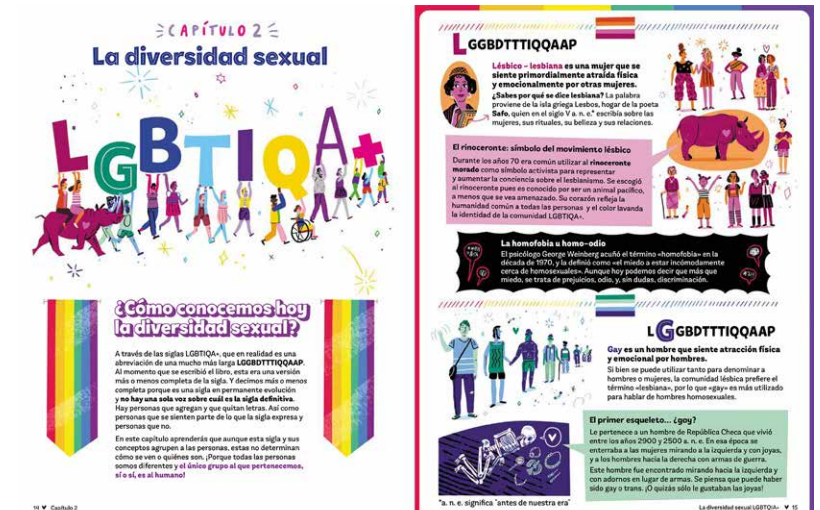 CAPÍTULO 2
La diversidad sexual
LGBTIQA+
¿Cómo conocemos hoy
la diversidad sexual?
A través de las siglas LGBTIQA+, que en realidad es una
abreviación de una mucho más larga LGGBDTTTIQQAAP.
Al momento que se escribió el libro, esta era una versión
más o menos completa de la sigla. Y decimos más o menos
completa porque es una sigla en permanente evolución
y no hay una sola voz sobre cuál es la sigla definitiva.
Hay personas que agregan y que quitan letras. Así como
personas que se sienten parte de lo que la sigla expresa y
personas que no.
En este capítulo aprenderás que aunque esta sigla y sus
conceptos agrupen a las personas, estas no determinan
cómo se ven o quiénes son. ¡Porque todas las personas
somos diferentes y el único grupo al que pertenecemos,
sí o sí, es al humano!
14 ♥ Capítulo 2
LGGBDTTTIQQAAP
Lésbico - lesbiana es una mujer que se
siente primordialmente atraída física
y emocionalmente por otras mujeres.
¿Sabes por qué se dice lesbiana? La palabra
proviene de la isla griega Lesbos, hogar de la poeta
Safo, quien en el siglo V a. n. e.* escribía sobre las
mujeres, sus rituales, su belleza y sus relaciones.
El rinoceronte: símbolo del movimiento lésbico
Durante los años 70 era común utilizar al rinoceronte
morado como símbolo activista para representar
y aumentar la conciencia sobre el lesbianismo. Se escogió
al rinoceronte pues es conocido por ser un animal pacífico,
a menos que se vea amenazado. Su corazón refleja la
humanidad común a todas las personas y el color lavanda
la identidad de la comunidad LGBTIQA+.
La homofobia u homo-odio
El psicólogo George Weinberg acuñó el término «homofobia» en la
década de 1970, y la definió como «el miedo a estar incómodamente
cerca de homosexuales». Aunque hoy podemos decir que más que
miedo, se trata de prejuicios, odio, y, sin dudas, discriminación.
LGGBDTTTIQQAAP
Gay es un hombre que siente atracción física
y emocional por hombres.
Si bien se puede utilizar tanto para denominar a
hombres o mujeres, la comunidad lésbica prefiere el
término «lesbiana», por lo que «gay» es más utilizado
para hablar de hombres homosexuales.
El primer esqueleto... ¿gay?
Le pertenece a un hombre de República Checa que vivió
entre los años 2900 y 2500 a. n. e. En esa época se
enterraba a las mujeres mirando a la izquierda y con joyas,
y a los hombres hacia la derecha con armas de guerra.
Este hombre fue encontrado mirando hacia la izquierda y
con adornos en lugar de armas. Se piensa que puede haber
sido gay o trans. ¡O quizás sólo le gustaban las joyas!
*a. n. e. significa "antes de nuestra era"
La diversidad sexual LGBTIQA+ ♥ 15